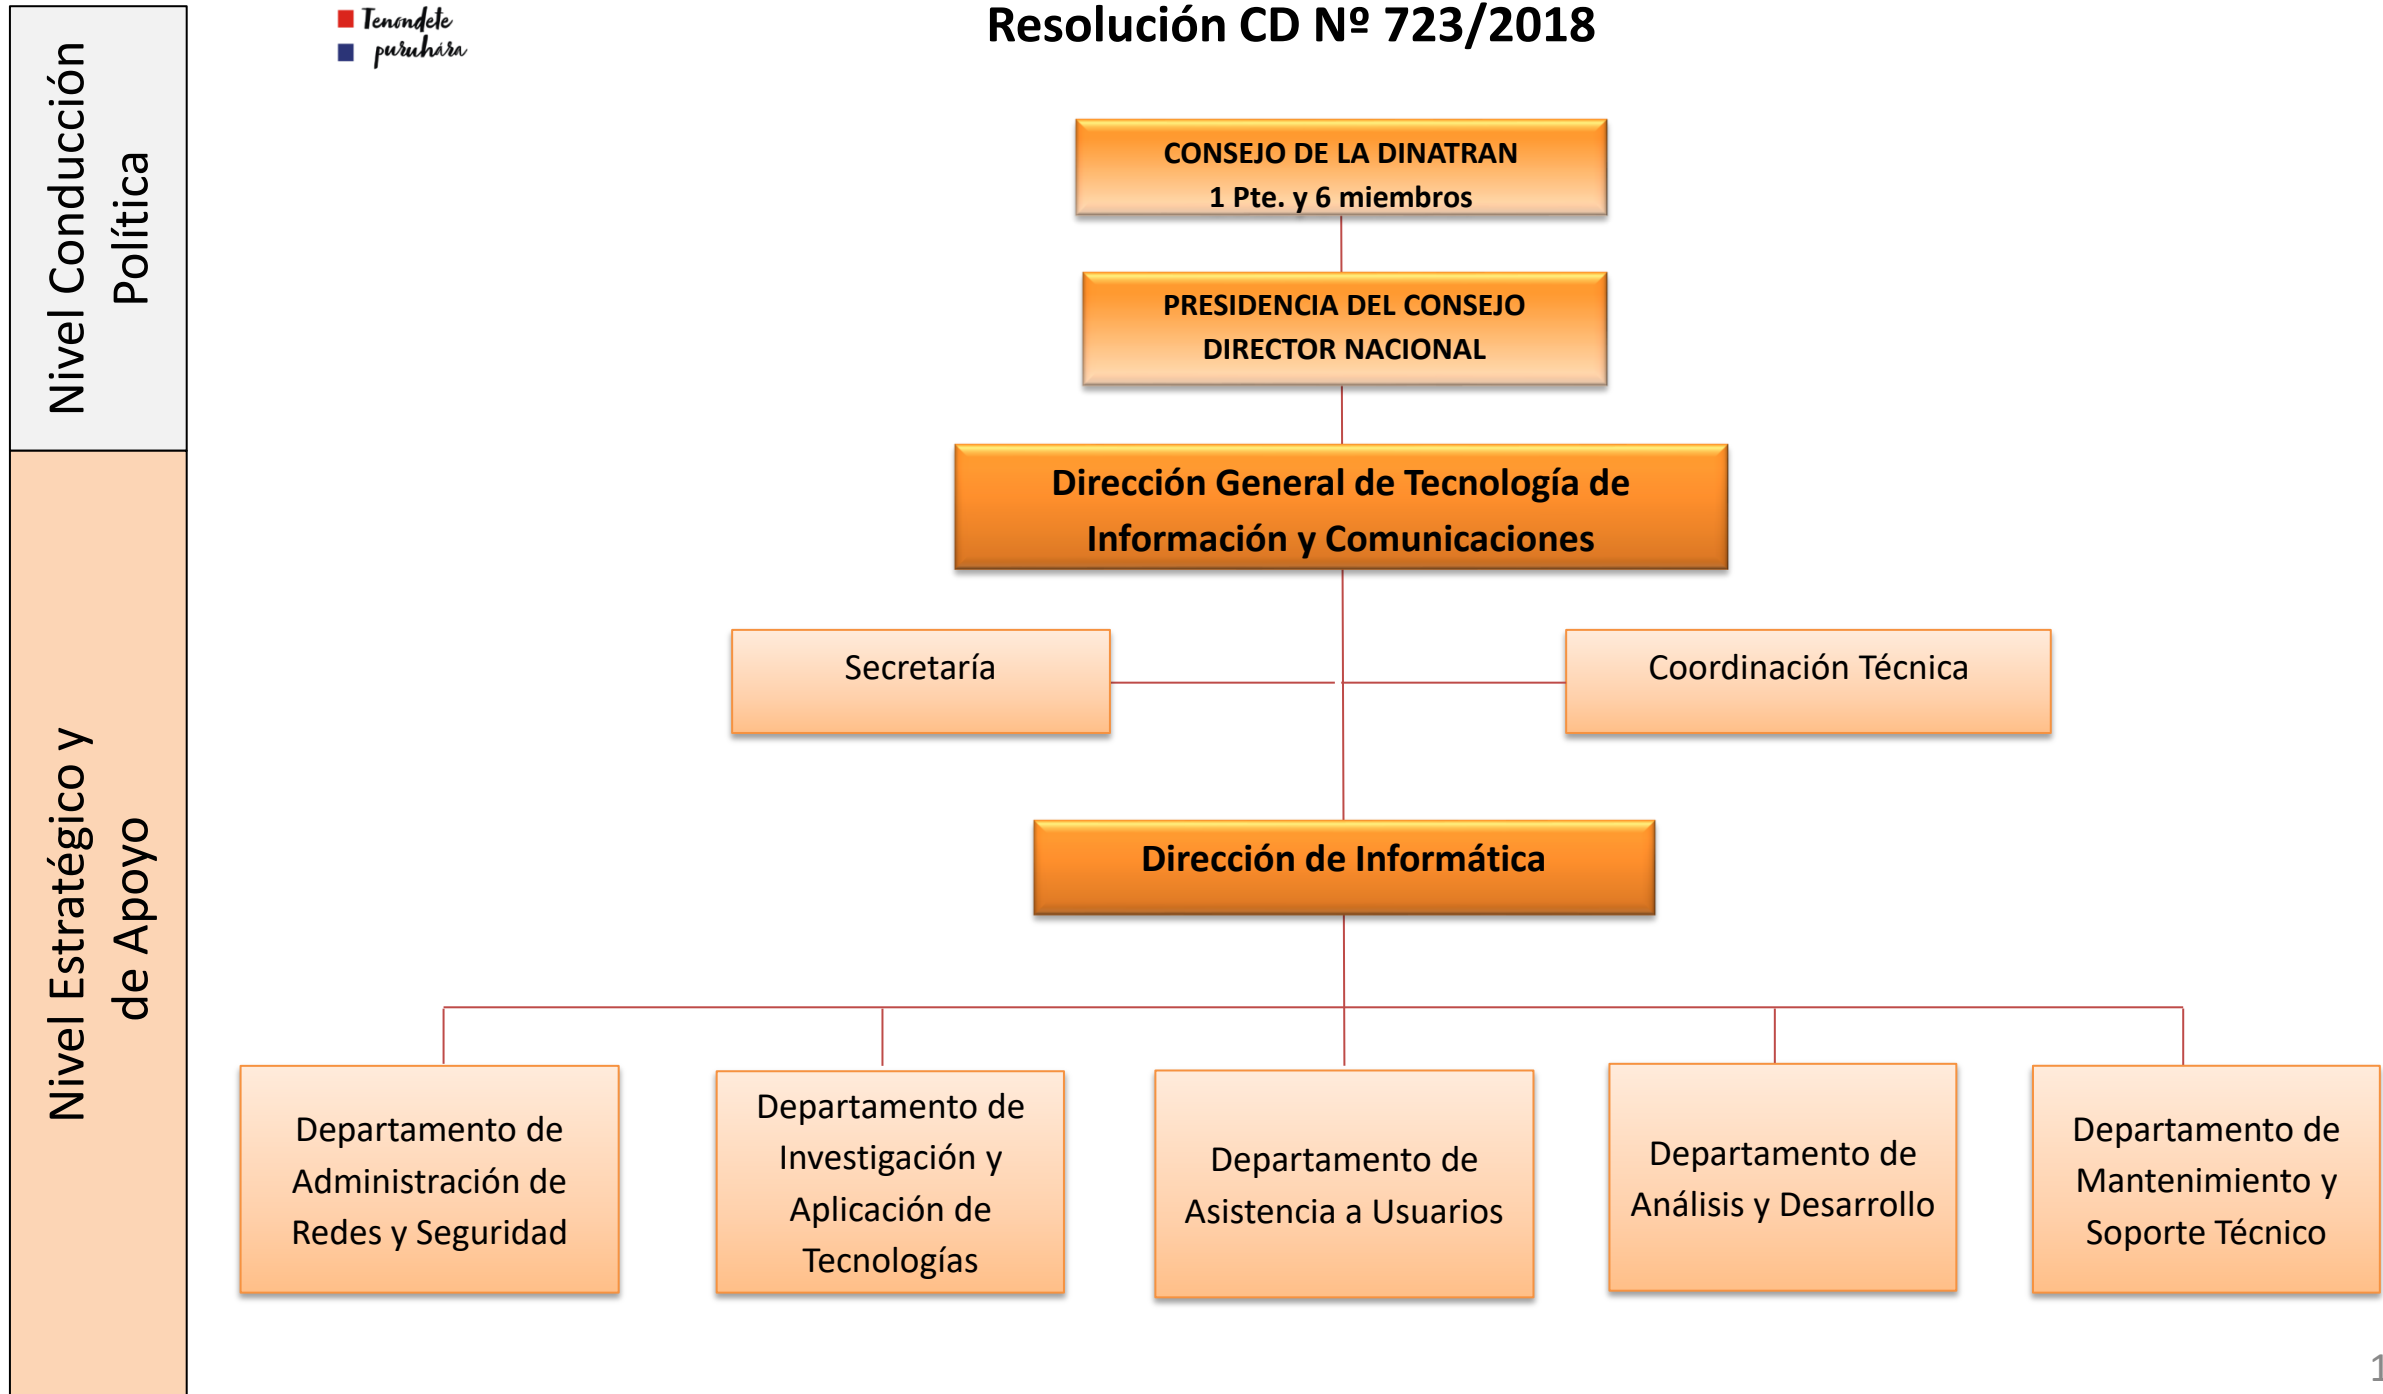 Tenondete
puruhára
Resolución CD Nº 723/2018
Nivel Conducción
Política
CONSEJO DE LA DINATRAN
1 Pte. y 6 miembros
PRESIDENCIA DEL CONSEJO
DIRECTOR NACIONAL
Nivel Estratégico y
de Apoyo
Dirección General de Tecnología de
Información y Comunicaciones
Secretaría
Coordinación Técnica
Dirección de Informática
Departamento de
Administración de
Redes y Seguridad
Departamento de
Investigación y
Aplicación de
Tecnologías
Departamento de
Asistencia a Usuarios
Departamento de
Análisis y Desarrollo
Departamento de
Mantenimiento y
Soporte Técnico
1